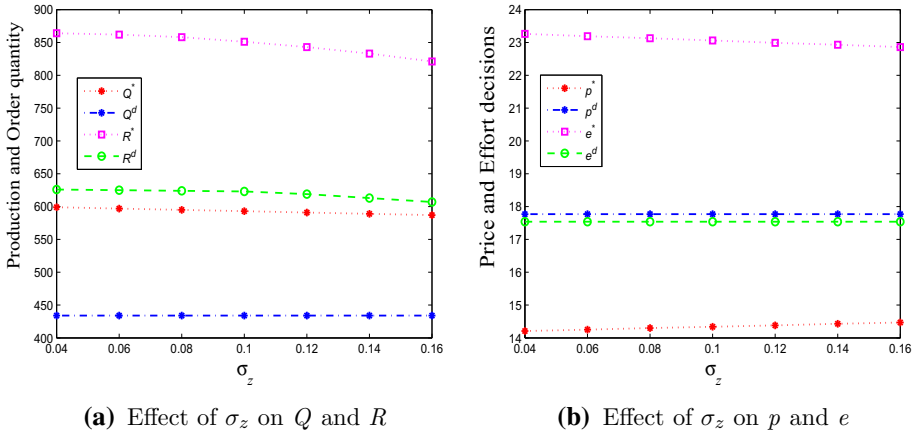 900
850
800
750
700
650
600
550
500
450
400
Production and Order quantity
Q*
Q^d
R*
R^d
0.04 0.06 0.08 0.1 0.12 0.14 0.16
σ_z
(a) Effect of σ_z on Q and R
24
23
22
21
20
19
18
17
16
15
14
Price and Effort decisions
p*
p^d
e*
e^d
0.04 0.06 0.08 0.1 0.12 0.14 0.16
σ_z
(b) Effect of σ_z on p and e